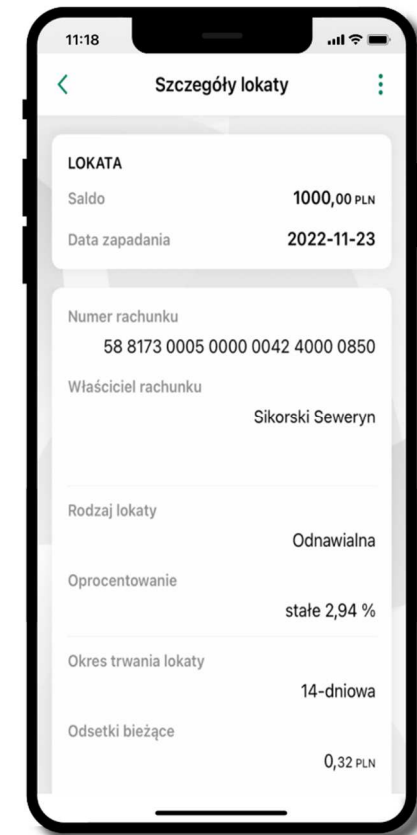 11:18
Szczegóły lokaty
LOKATA
Saldo 1000,00 PLN
Data zapadania 2022-11-23
Numer rachunku
58 8173 0005 0000 0042 4000 0850
Właściciel rachunku
Sikorski Seweryn
Rodzaj lokaty
Odnawialna
Oprocentowanie
stałe 2,94 %
Okres trwania lokaty
14-dniowa
Odsetki bieżące
0,32 PLN